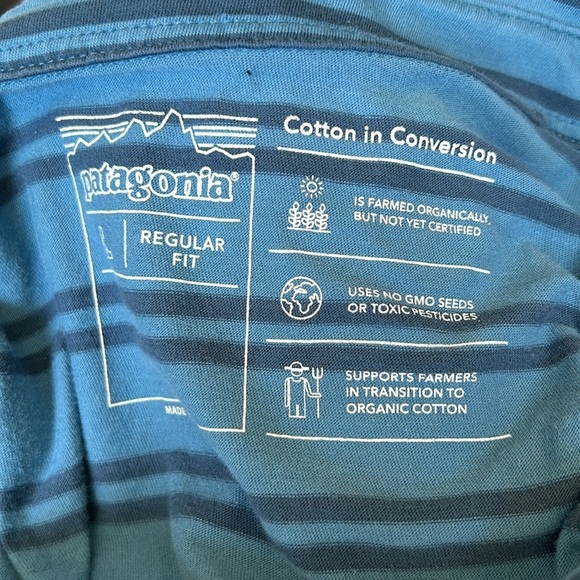 patagonia®
REGULAR
FIT
MADE
Cotton in Conversion
IS FARMED ORGANICALLY,
BUT NOT YET CERTIFIED
USES NO GMO SEEDS
OR TOXIC PESTICIDES
SUPPORTS FARMERS
IN TRANSITION TO
ORGANIC COTTON